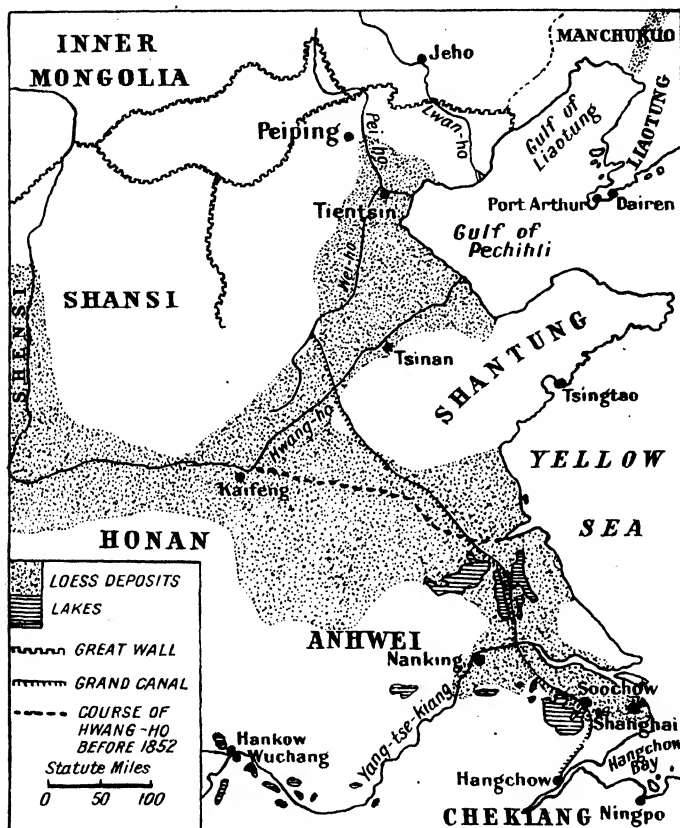 INNER
MONGOLIA
Jeho
MANCHUKUO
LIAOTUNG
Gulf of
Liaotung
Peiping
Pei-ho
Lwan-ho
Port Arthur
Dairen
Tientsin
Gulf of
Pechihli
SHENSI
SHANSI
Wei-ho
Tsinan
SHANTUNG
Tsingtao
Hwang-ho
Kaifeng
YELLOW
SEA
HONAN
LOESS DEPOSITS
LAKES
GREAT WALL
GRAND CANAL
COURSE OF
HWANG-HO
BEFORE 1852
Statute Miles
0 50 100
ANHWEI
Nanking
Soochow
Shanghai
Yang-tse-kiang
Hankow
Wuchang
Hangchow
Bay
Hangchow
CHEKIANG
Ningpo